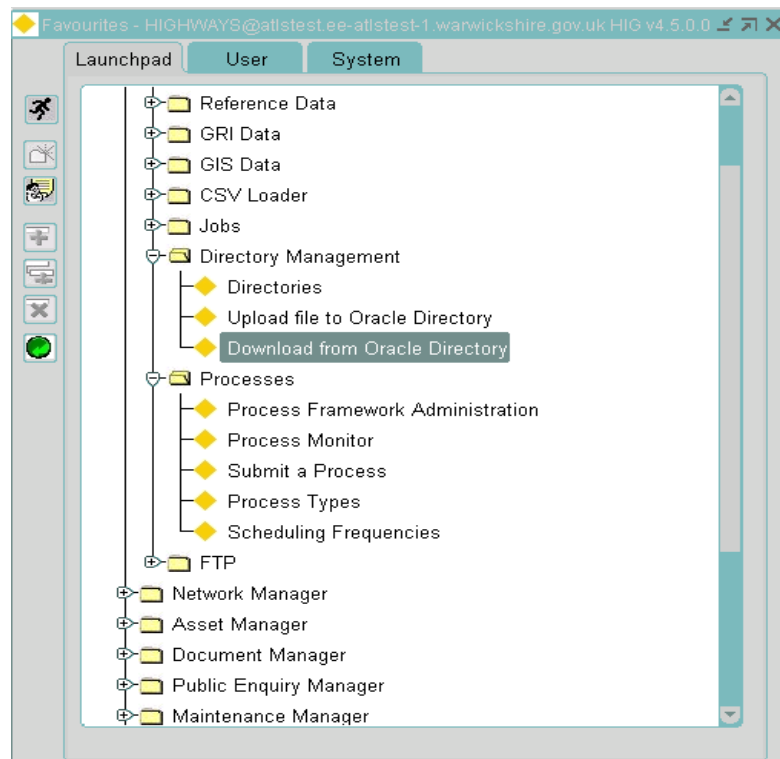 Favourites - HIGHWAYS@atlstest.ee-atlstest-1.warwickshire.gov.uk HIG v4.5.0.0
Launchpad User System
Reference Data
GRI Data
GIS Data
CSV Loader
Jobs
Directory Management
Directories
Upload file to Oracle Directory
Download from Oracle Directory
Processes
Process Framework Administration
Process Monitor
Submit a Process
Process Types
Scheduling Frequencies
FTP
Network Manager
Asset Manager
Document Manager
Public Enquiry Manager
Maintenance Manager